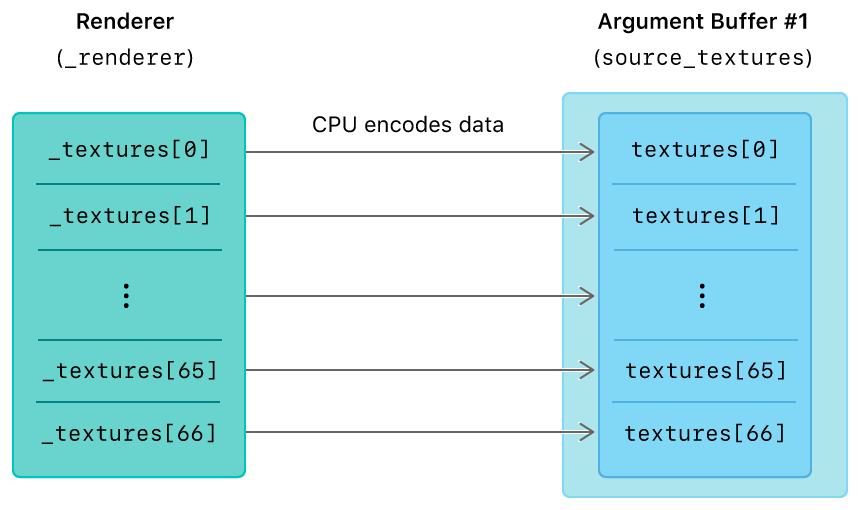 Renderer
(_renderer)
Argument Buffer #1
(source_textures)
CPU encodes data
_textures[0]
textures[0]
_textures[1]
textures[1]
⋮
⋮
_textures[65]
textures[65]
_textures[66]
textures[66]